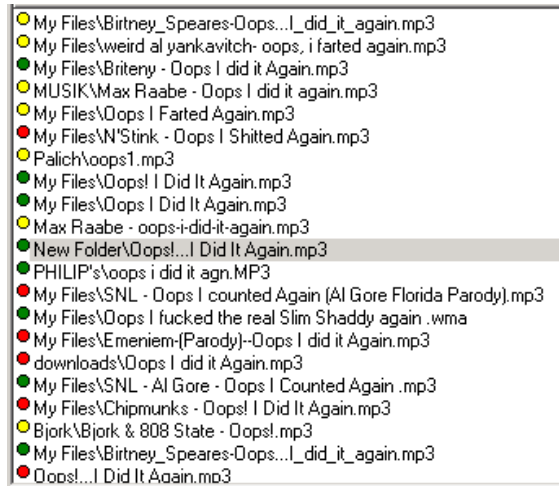 My Files\Birtney_Speares-Oops...I_did_it_again.mp3
My Files\weird al yankavitch- oops, i farted again.mp3
My Files\Briteny - Oops I did it Again.mp3
MUSIK\Max Raabe - Oops I did it again.mp3
My Files\Oops I Farted Again.mp3
My Files\N'Stink - Oops I Shitted Again.mp3
Palich\oops1.mp3
My Files\Oops! I Did It Again.mp3
My Files\Oops I Did It Again.mp3
Max Raabe - oops-i-did-it-again.mp3
New Folder\Oops!...I Did It Again.mp3
PHILIP's\oops i did it agn.MP3
My Files\SNL - Oops I counted Again (Al Gore Florida Parody).mp3
My Files\Oops I fucked the real Slim Shaddy again .wma
My Files\Emeniem-(Parody)--Oops I did it Again.mp3
downloads\Oops I did it Again.mp3
My Files\SNL - Al Gore - Oops I Counted Again .mp3
My Files\Chipmunks - Oops! I Did It Again.mp3
Bjork\Bjork & 808 State - Oops!.mp3
My Files\Birtney_Speares-Oops...I_did_it_again.mp3
Oops!...I Did It Again.mp3